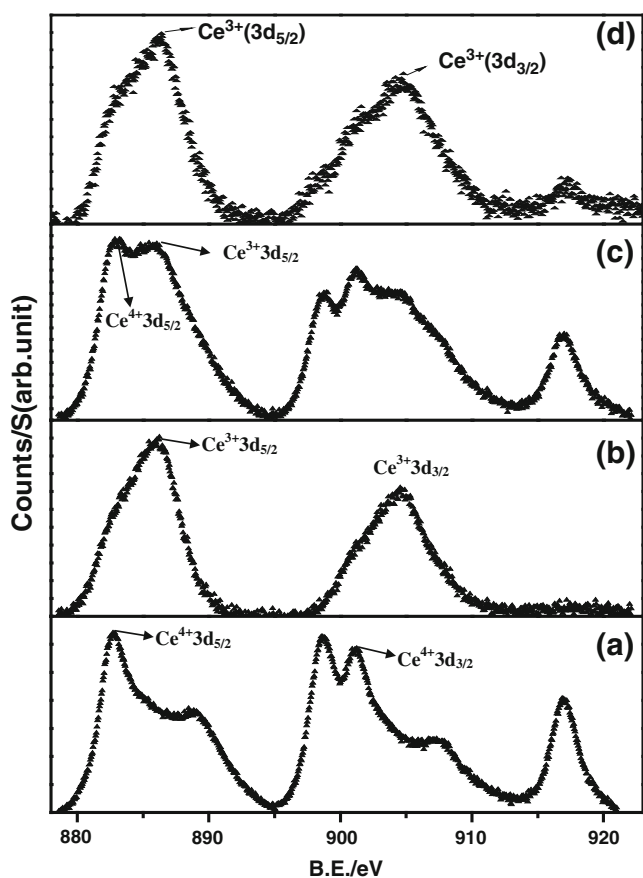 Ce³⁺(3d₅/₂)
Ce³⁺(3d₃/₂)
(d)
Ce³⁺3d₅/₂
Ce⁴⁺3d₅/₂
(c)
Ce³⁺3d₅/₂
Ce³⁺3d₃/₂
(b)
Ce⁴⁺3d₅/₂
Ce⁴⁺3d₃/₂
(a)
Counts/S(arb.unit)
880 890 900 910 920
B.E./eV